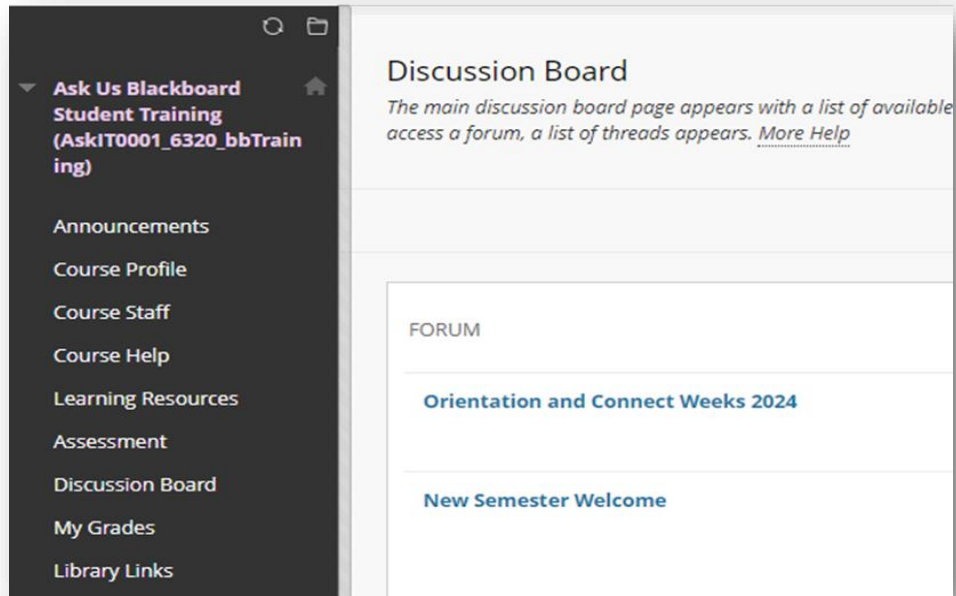 Ask Us Blackboard
Student Training
(AskIT0001_6320_bbTrain
ing)
Announcements
Course Profile
Course Staff
Course Help
Learning Resources
Assessment
Discussion Board
My Grades
Library Links
Discussion Board
The main discussion board page appears with a list of available
access a forum, a list of threads appears. More Help
FORUM
Orientation and Connect Weeks 2024
New Semester Welcome